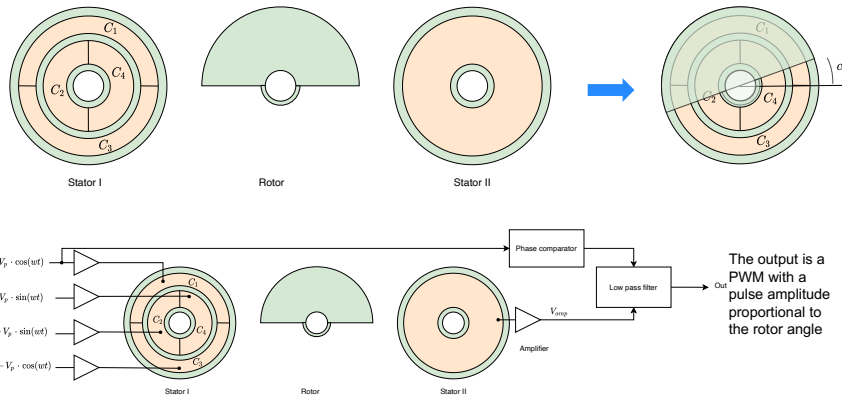 C₁
C₄
C₂
C₃
Stator I
Rotor
Stator II
C₁
C₂
C₄
C₃
Vₚ · cos(wt)
Vₚ · sin(wt)
Vₚ · sin(wt)
Vₚ · cos(wt)
C₁
C₂
C₄
C₃
Stator I
Rotor
Stator II
V_amp
Amplifier
Phase comparator
Low pass filter
Out
The output is a
PWM with a
pulse amplitude
proportional to
the rotor angle